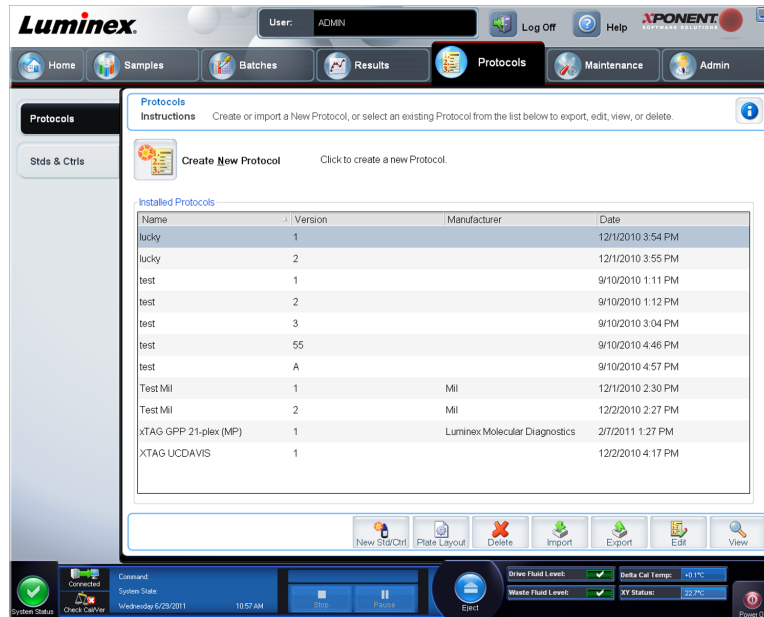 Luminex.
User: ADMIN
Log Off
Help
XPONENT.
SOFTWARE SOLUTIONS
Home
Samples
Batches
Results
Protocols
Maintenance
Admin
Protocols
Stds & Ctrls
Protocols
Instructions Create or import a New Protocol, or select an existing Protocol from the list below to export, edit, view, or delete.
Create New Protocol Click to create a new Protocol.
Installed Protocols
Name Version Manufacturer Date
lucky 1 12/1/2010 3:54 PM
lucky 2 12/1/2010 3:55 PM
test 1 9/10/2010 1:11 PM
test 2 9/10/2010 1:12 PM
test 3 9/10/2010 3:04 PM
test 55 9/10/2010 4:46 PM
test A 9/10/2010 4:57 PM
Test Mil 1 Mil 12/1/2010 2:30 PM
Test Mil 2 Mil 12/2/2010 2:27 PM
xTAG GPP 21-plex (MP) 1 Luminex Molecular Diagnostics 2/7/2011 1:27 PM
XTAG UCDAVIS 1 12/2/2010 4:17 PM
New Std/Ctrl
Plate Layout
Delete
Import
Export
Edit
View
System Status
Connected
Check Cal/Ver
Command:
System State:
Wednesday 6/29/2011 10:57 AM
Stop
Pause
Eject
Drive Fluid Level:
Waste Fluid Level:
Delta Cal Temp: +0.1°C
XY Status: 22.7°C
Power O